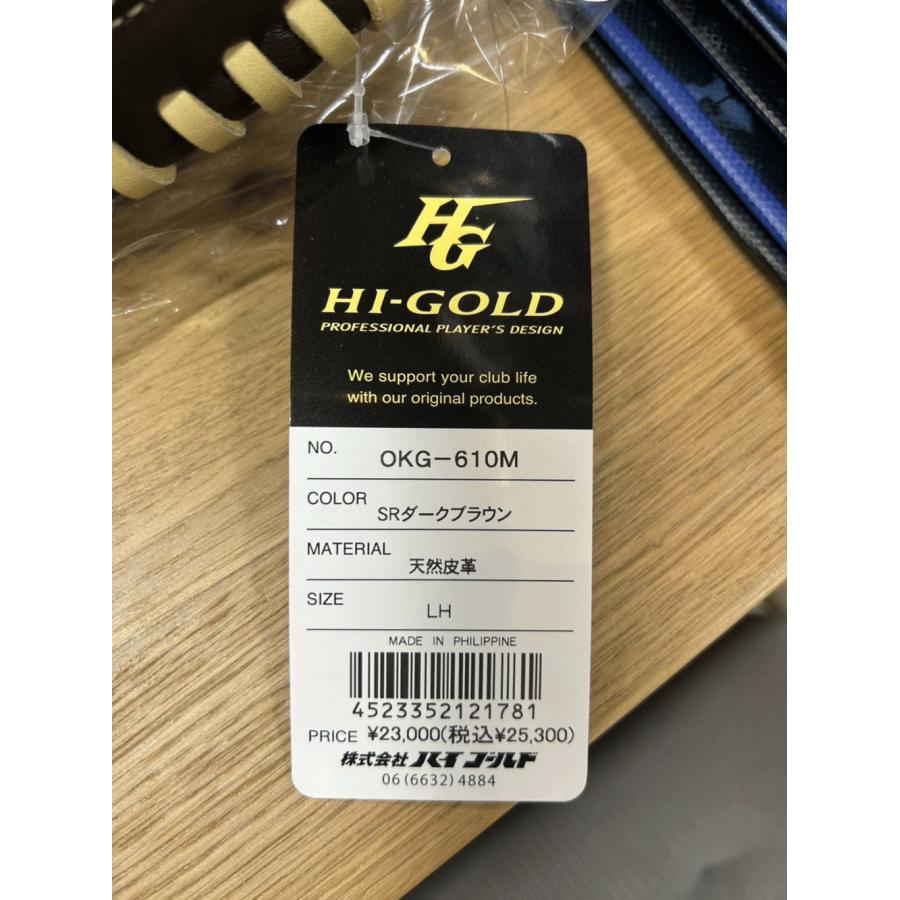 HG
HI-GOLD
PROFESSIONAL PLAYER'S DESIGN
We support your club life
with our original products.
NO. OKG-610M
COLOR SRダークブラウン
MATERIAL 天然皮革
SIZE LH
MADE IN PHILIPPINE
4523352121781
PRICE ¥23,000(税込¥25,300)
株式会社 ハイゴールド
06(6632)4884